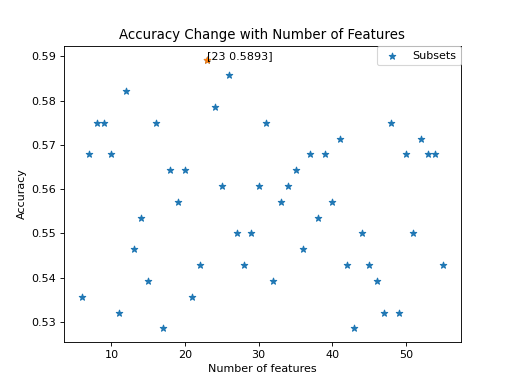 Accuracy Change with Number of Features
[23 0.5893]
Subsets
0.59
0.58
0.57
0.56
0.55
0.54
0.53
Accuracy
10 20 30 40 50
Number of features